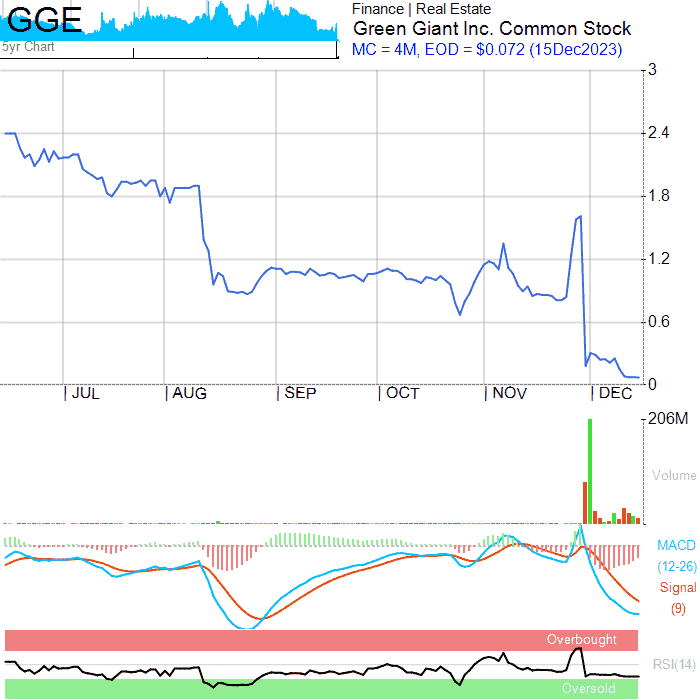 GGE
5yr Chart
Finance | Real Estate
Green Giant Inc. Common Stock
MC = 4M, EOD = $0.072 (15Dec2023)
3
2.4
1.8
1.2
0.6
0
| JUL | AUG | SEP | OCT | NOV | DEC
206M
Volume
MACD
(12-26)
Signal
(9)
Overbought
RSI(14)
Oversold